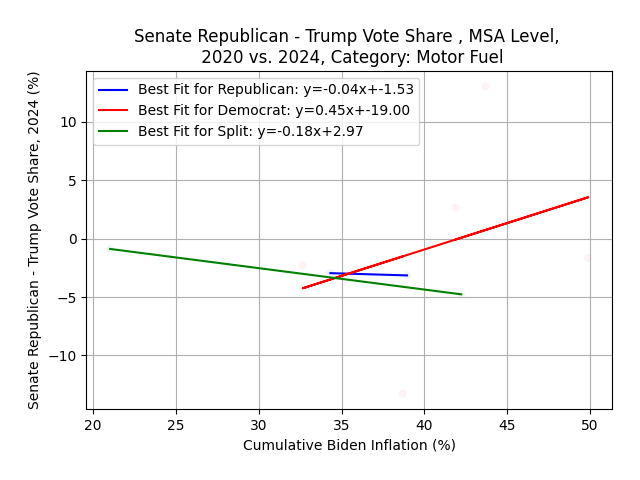 Senate Republican - Trump Vote Share , MSA Level,
2020 vs. 2024, Category: Motor Fuel
Best Fit for Republican: y=-0.04x+-1.53
Best Fit for Democrat: y=0.45x+-19.00
Best Fit for Split: y=-0.18x+2.97
Senate Republican - Trump Vote Share, 2024 (%)
10
5
0
−5
−10
20 25 30 35 40 45 50
Cumulative Biden Inflation (%)